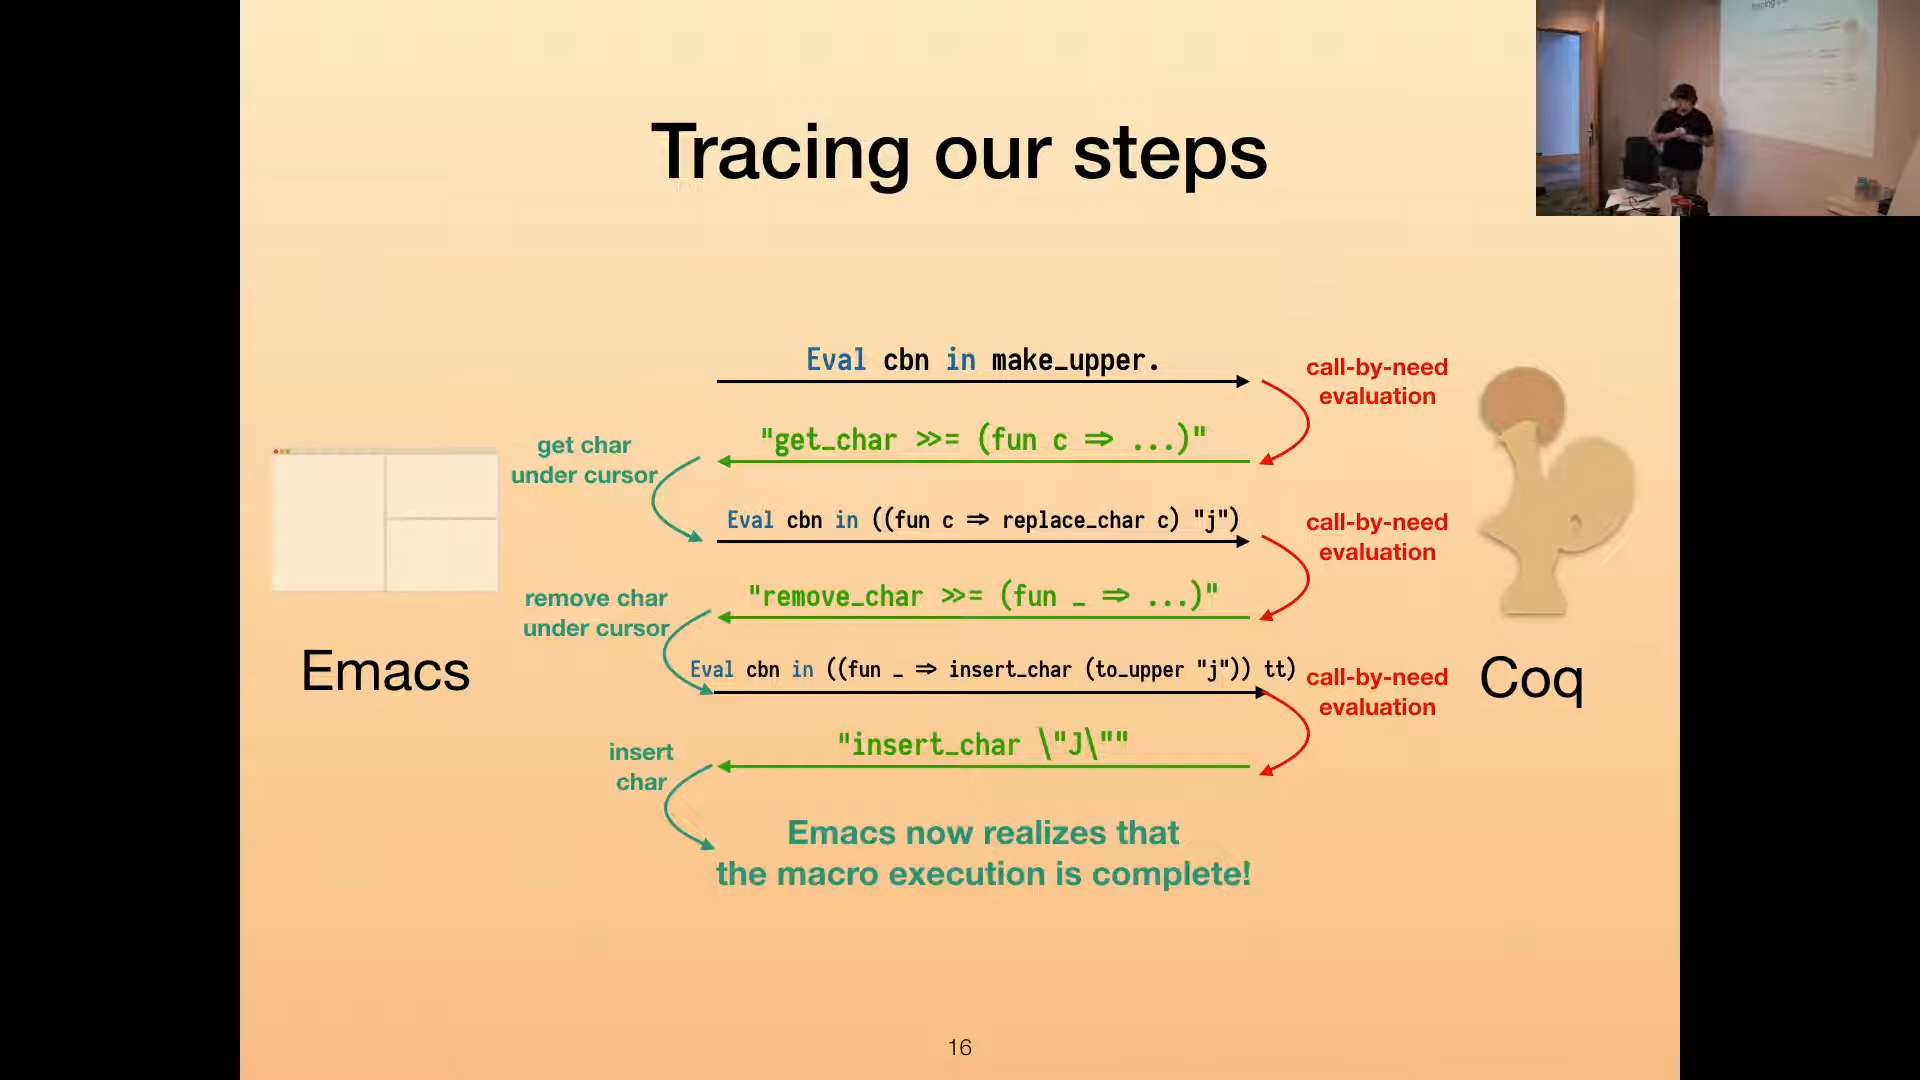 Tracing our steps
Eval cbn in make_upper.
call-by-need
evaluation
"get_char >>= (fun c => ...)"
get char
under cursor
Eval cbn in ((fun c => replace_char c) "j")
call-by-need
evaluation
"remove_char >>= (fun _ => ...)"
remove char
under cursor
Eval cbn in ((fun _ => insert_char (to_upper "j")) tt)
call-by-need
evaluation
Emacs
Coq
"insert_char \"J\""
insert
char
Emacs now realizes that
the macro execution is complete!
16